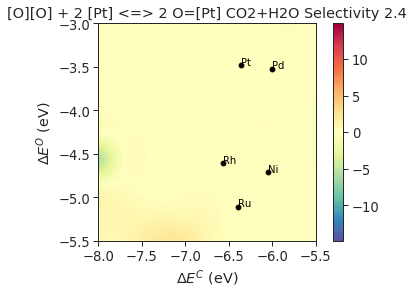 [O][O] + 2 [Pt] <=> 2 O=[Pt] CO2+H2O Selectivity 2.4
−3.0
−3.5
−4.0
−4.5
−5.0
−5.5
ΔE^O (eV)
Pt
Pd
Rh
Ni
Ru
−8.0 −7.5 −7.0 −6.5 −6.0 −5.5
ΔE^C (eV)
10
5
0
−5
−10